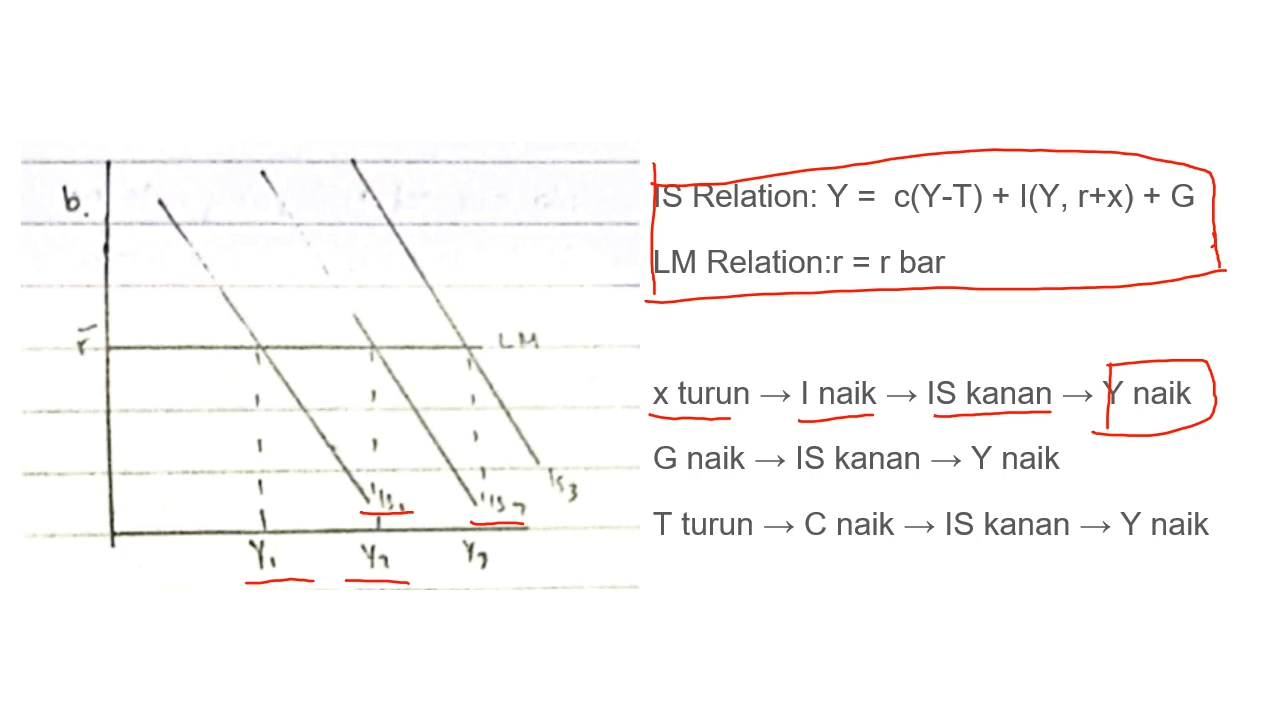 b.
r̄
LM
IS₁
IS₂
IS₃
Y₁ Y₂ Y₃
IS Relation: Y = c(Y-T) + I(Y, r+x) + G
LM Relation:r = r bar
x turun → I naik → IS kanan → Y naik
G naik → IS kanan → Y naik
T turun → C naik → IS kanan → Y naik